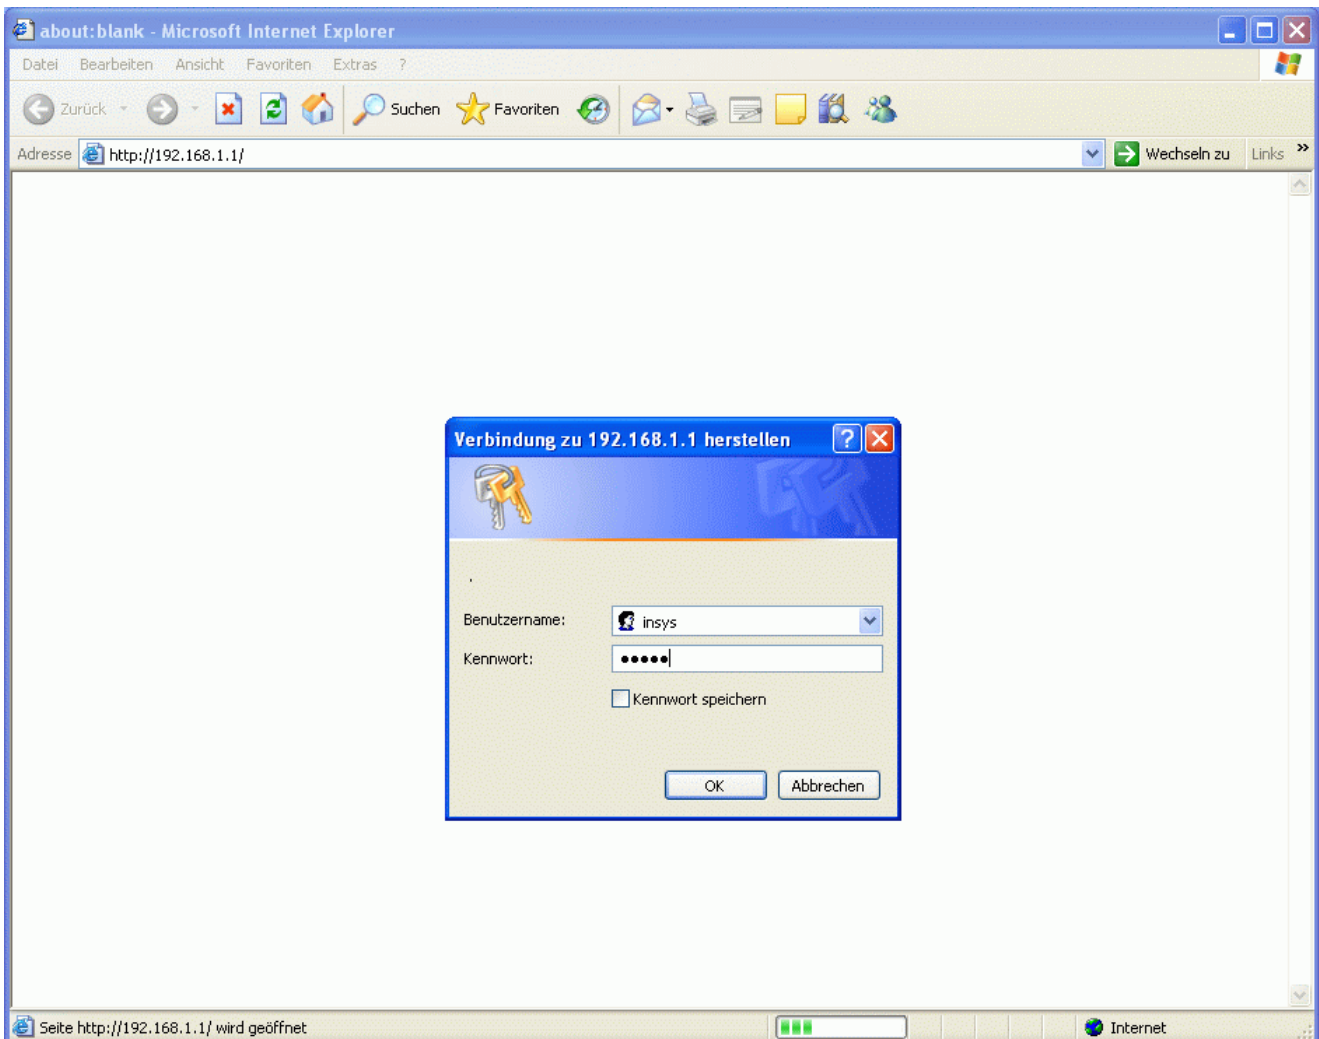 about:blank - Microsoft Internet Explorer
Datei Bearbeiten Ansicht Favoriten Extras ?
Zurück Suchen Favoriten
Adresse http://192.168.1.1/ Wechseln zu Links »
Verbindung zu 192.168.1.1 herstellen ?
.
Benutzername: insys
Kennwort: •••••
Kennwort speichern
OK Abbrechen
Seite http://192.168.1.1/ wird geöffnet Internet